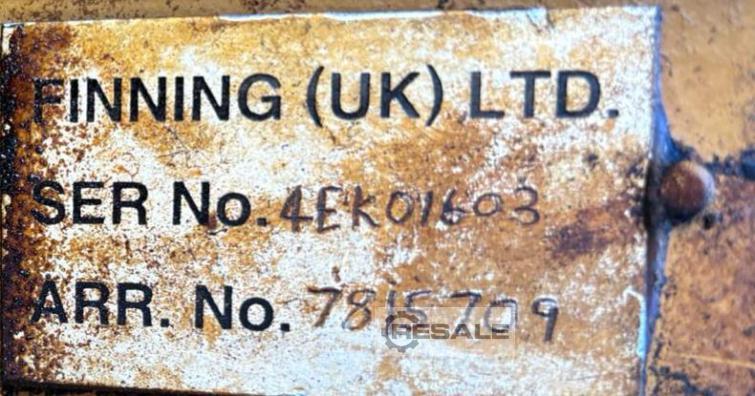 FINNING (UK) LTD.
SER No. 4EK01603
ARR. No. 7815709
RESALE